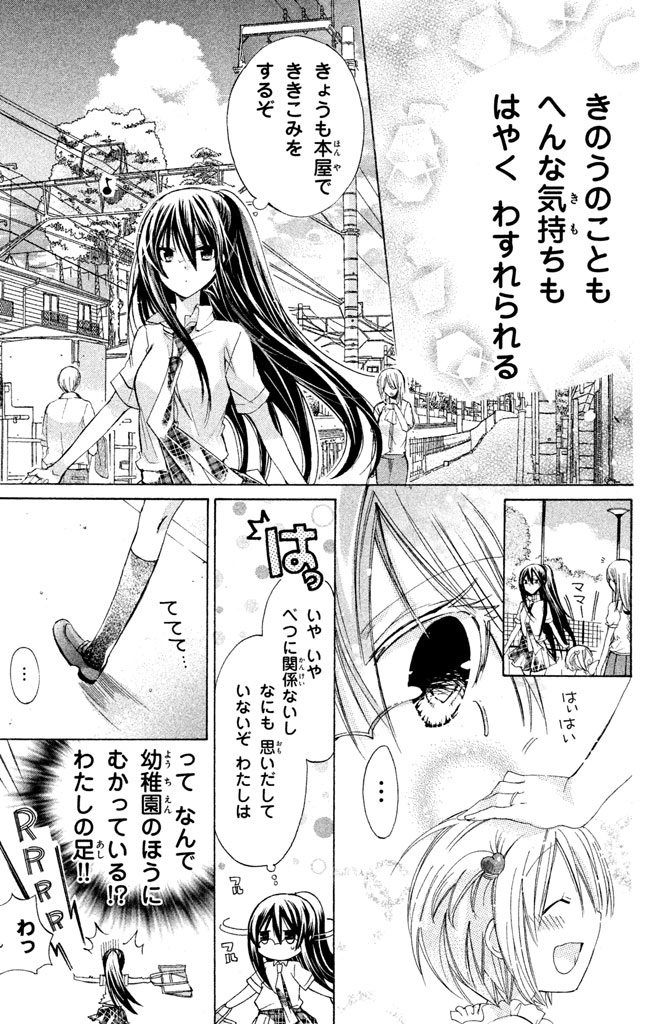 きのうのことも
へんな気持ちも
はやく わすれられる
きょうも本屋で
ききこみを
するぞ
ママー
はいはい
…
はっ
いや いや
べつに関係ないし
なにも 思いだして
いないぞ わたしは
フル
フル
ててて…
…
って なんで
幼稚園のほうに
むかっている!?
わたしの足!!
RRRRR
わっ